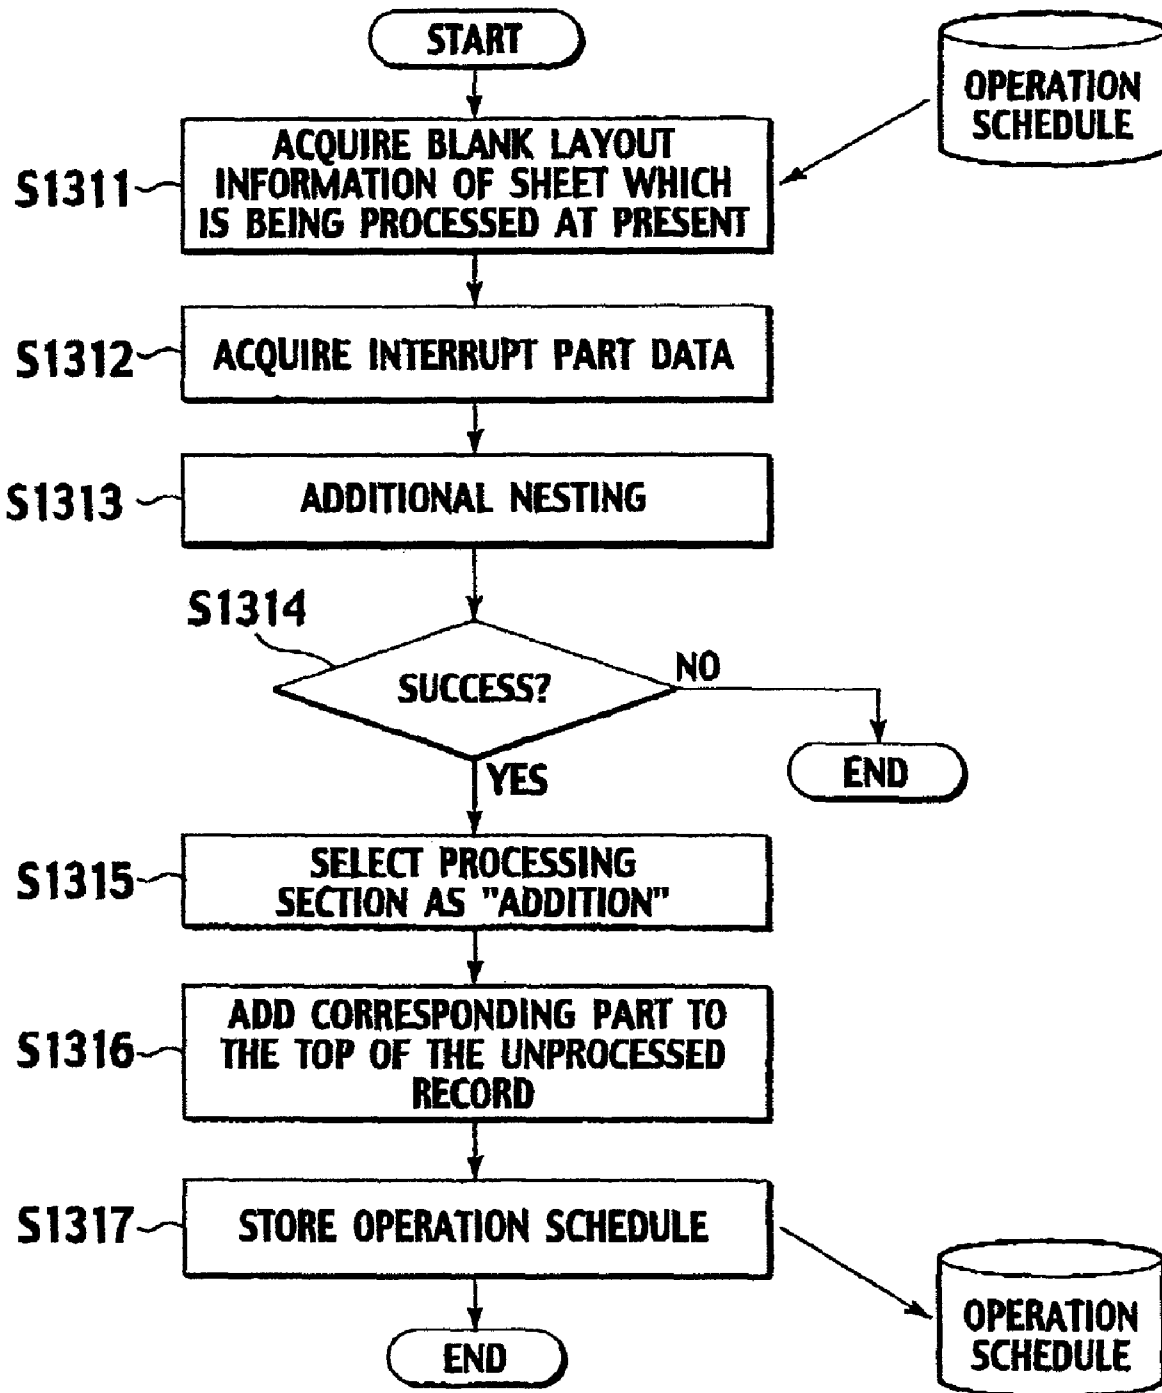 START
OPERATION
SCHEDULE
S1311
ACQUIRE BLANK LAYOUT
INFORMATION OF SHEET WHICH
IS BEING PROCESSED AT PRESENT
S1312
ACQUIRE INTERRUPT PART DATA
S1313
ADDITIONAL NESTING
S1314
SUCCESS?
NO
END
YES
S1315
SELECT PROCESSING
SECTION AS "ADDITION"
S1316
ADD CORRESPONDING PART TO
THE TOP OF THE UNPROCESSED
RECORD
S1317
STORE OPERATION SCHEDULE
OPERATION
SCHEDULE
END